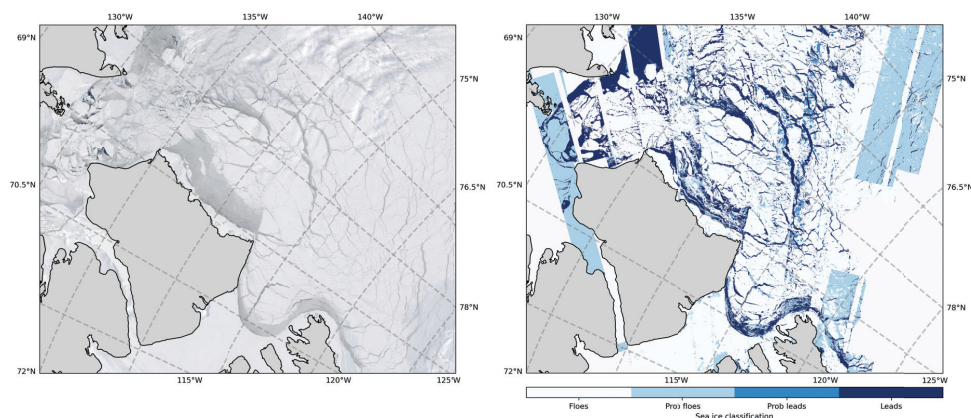 130°W 135°W 140°W
69°N
75°N
70.5°N
76.5°N
78°N
72°N
115°W 120°W 125°W
130°W 135°W 140°W
69°N
75°N
70.5°N
76.5°N
78°N
72°N
115°W 120°W 125°W
Floes Prob floes Prob leads Leads
Sea ice classification